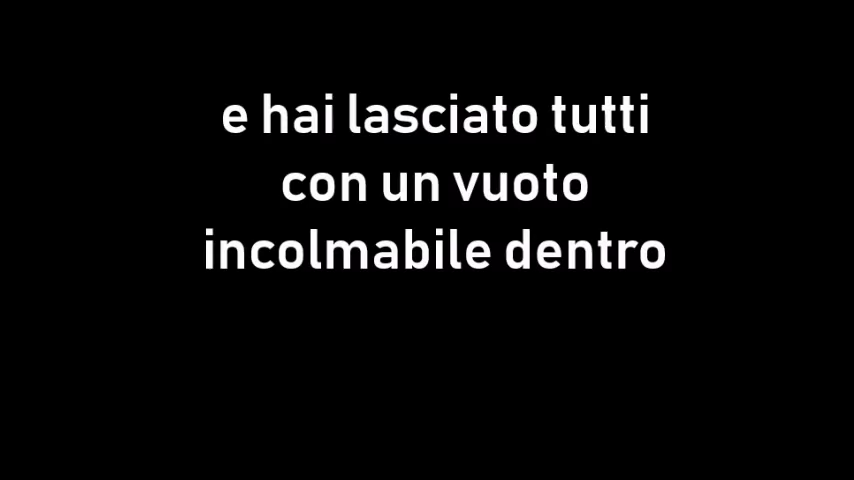 e hai lasciato tutti
con un vuoto
incolmabile dentro